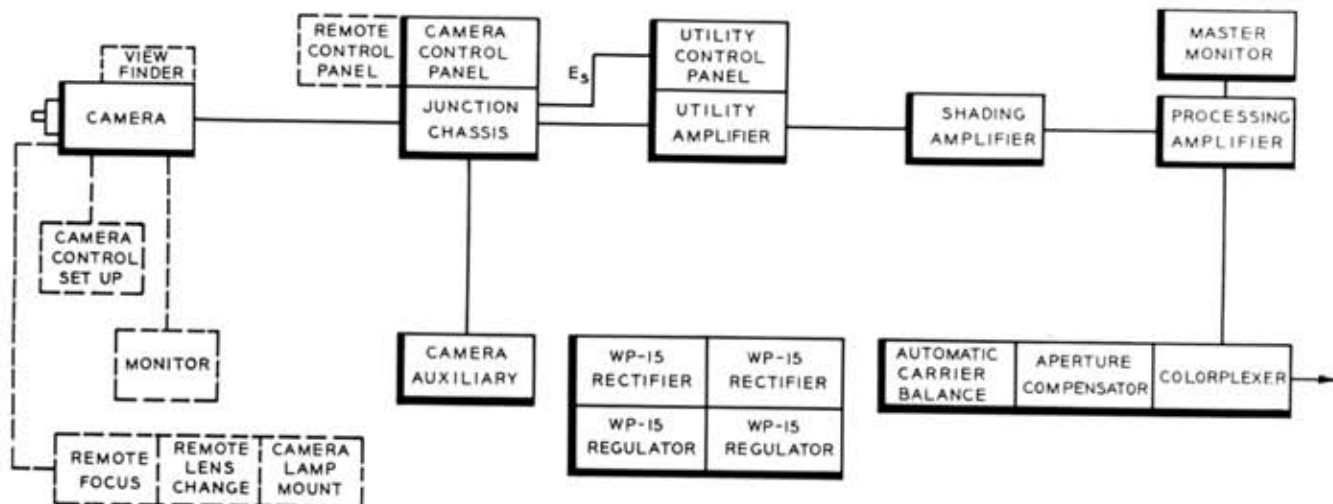 VIEW
FINDER
CAMERA
REMOTE
CONTROL
PANEL
CAMERA
CONTROL
PANEL
JUNCTION
CHASSIS
Es
UTILITY
CONTROL
PANEL
UTILITY
AMPLIFIER
SHADING
AMPLIFIER
MASTER
MONITOR
PROCESSING
AMPLIFIER
CAMERA
CONTROL
SET UP
MONITOR
REMOTE
FOCUS
REMOTE
LENS
CHANGE
CAMERA
LAMP
MOUNT
CAMERA
AUXILIARY
WP-15
RECTIFIER
WP-15
RECTIFIER
WP-15
REGULATOR
WP-15
REGULATOR
AUTOMATIC
CARRIER
BALANCE
APERTURE
COMPENSATOR
COLORPLEXER